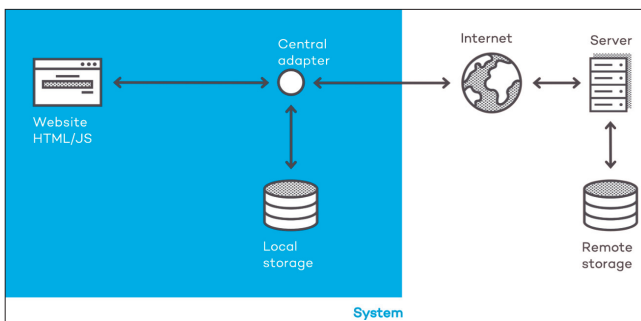 Central
adapter
Internet
Server
Website
HTML/JS
Local
storage
Remote
storage
System